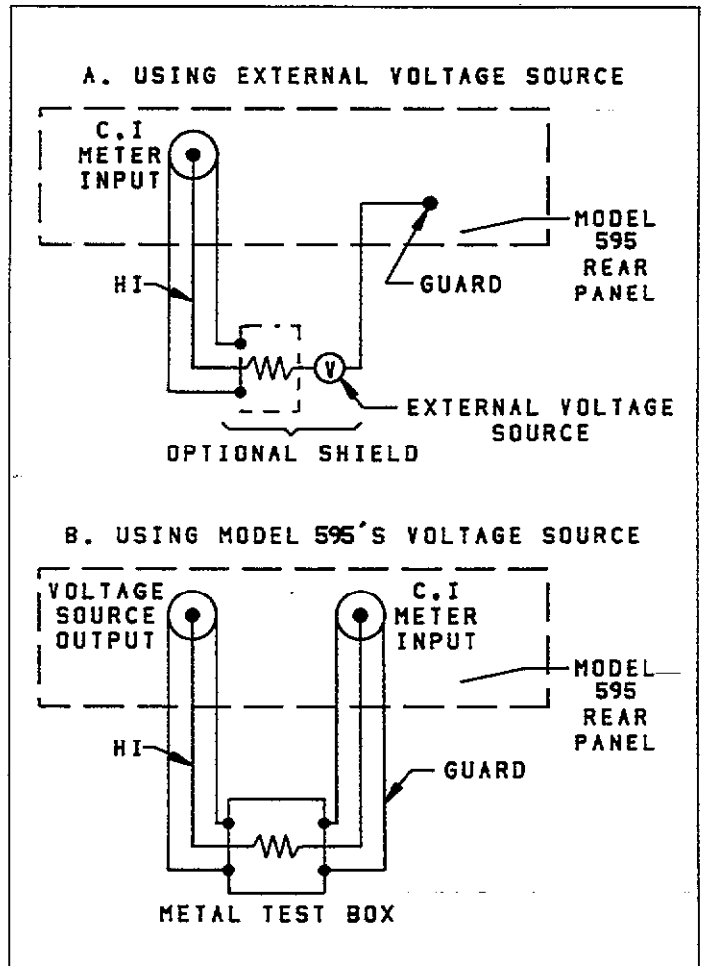 A. USING EXTERNAL VOLTAGE SOURCE
C.I
METER
INPUT
MODEL
595
REAR
PANEL
HI
GUARD
V
EXTERNAL VOLTAGE
SOURCE
OPTIONAL SHIELD
B. USING MODEL 595'S VOLTAGE SOURCE
VOLTAGE
SOURCE
OUTPUT
C.I
METER
INPUT
MODEL
595
REAR
PANEL
HI
GUARD
METAL TEST BOX